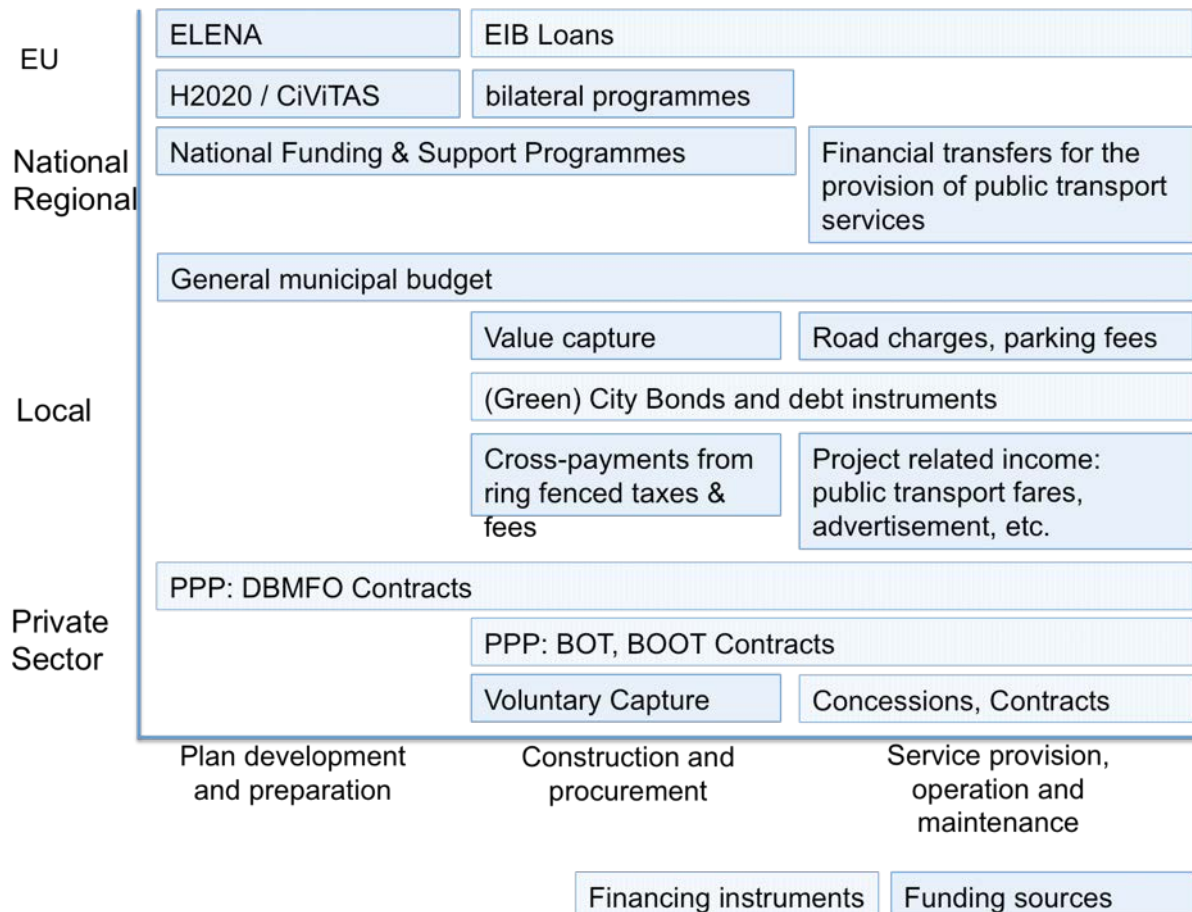 EU
ELENA
EIB Loans
H2020 / CiViTAS
bilateral programmes
National
Regional
National Funding & Support Programmes
Financial transfers for the
provision of public transport
services
General municipal budget
Local
Value capture
Road charges, parking fees
(Green) City Bonds and debt instruments
Cross-payments from
ring fenced taxes &
fees
Project related income:
public transport fares,
advertisement, etc.
Private
Sector
PPP: DBMFO Contracts
PPP: BOT, BOOT Contracts
Voluntary Capture
Concessions, Contracts
Plan development
and preparation
Construction and
procurement
Service provision,
operation and
maintenance
Financing instruments
Funding sources